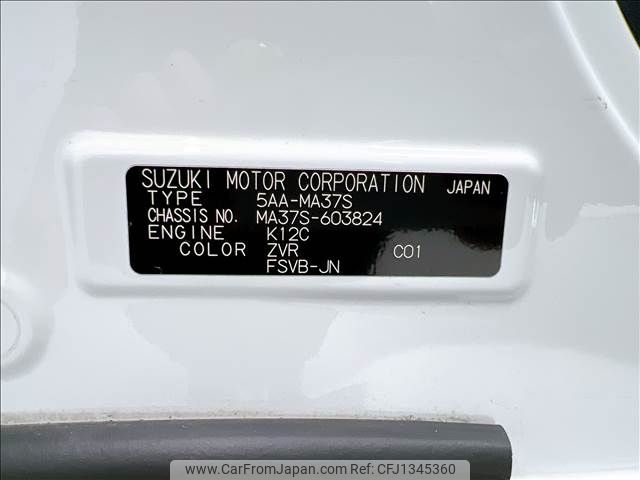 SUZUKI MOTOR CORPORATION JAPAN
TYPE 5AA-MA37S
CHASSIS NO. MA37S-603824
ENGINE K12C
COLOR ZVR C01
FSVB-JN
www.CarFromJapan.com CFJ1345360